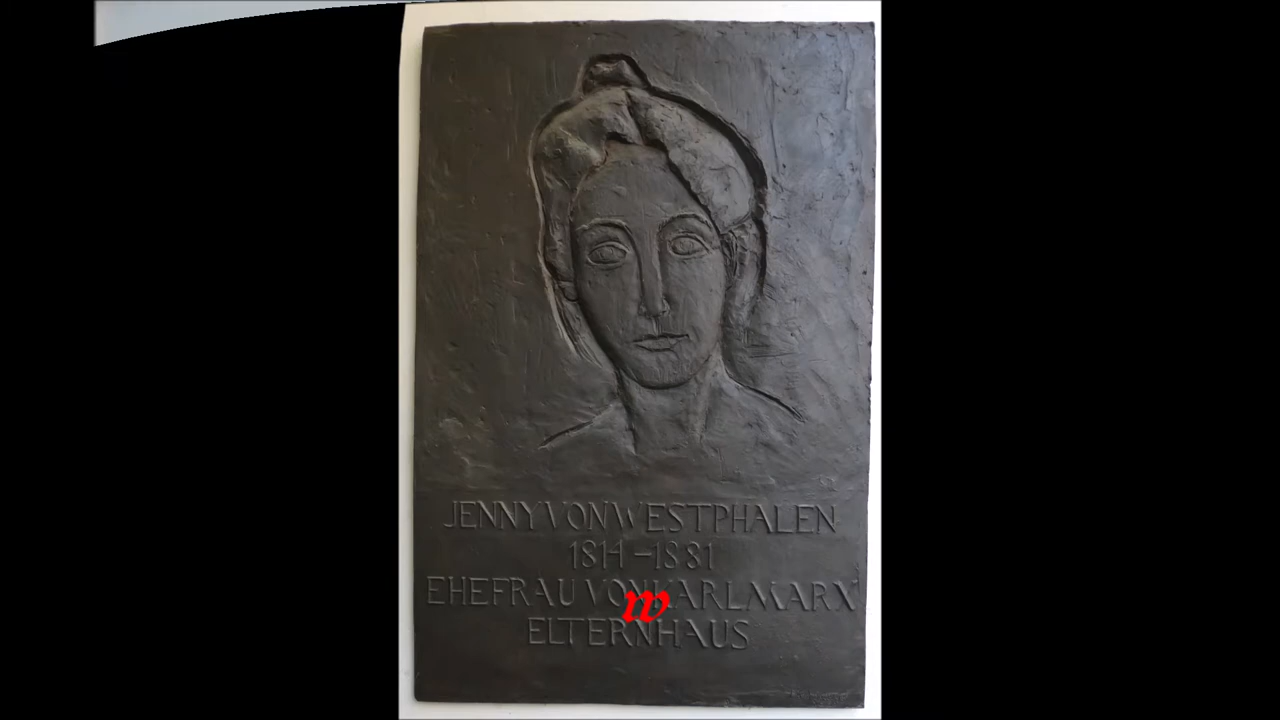 JENNY VON WESTPHALEN
1814–1881
EHEFRAU VON KARL MARX
w
ELTERNHAUS